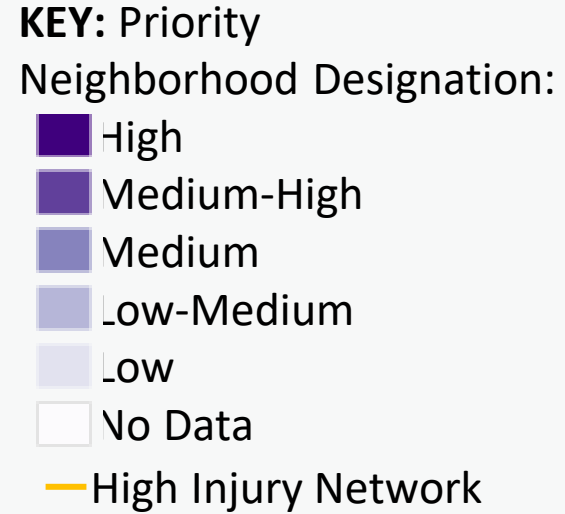 KEY: Priority
Neighborhood Designation:
High
Medium-High
Medium
Low-Medium
Low
No Data
High Injury Network